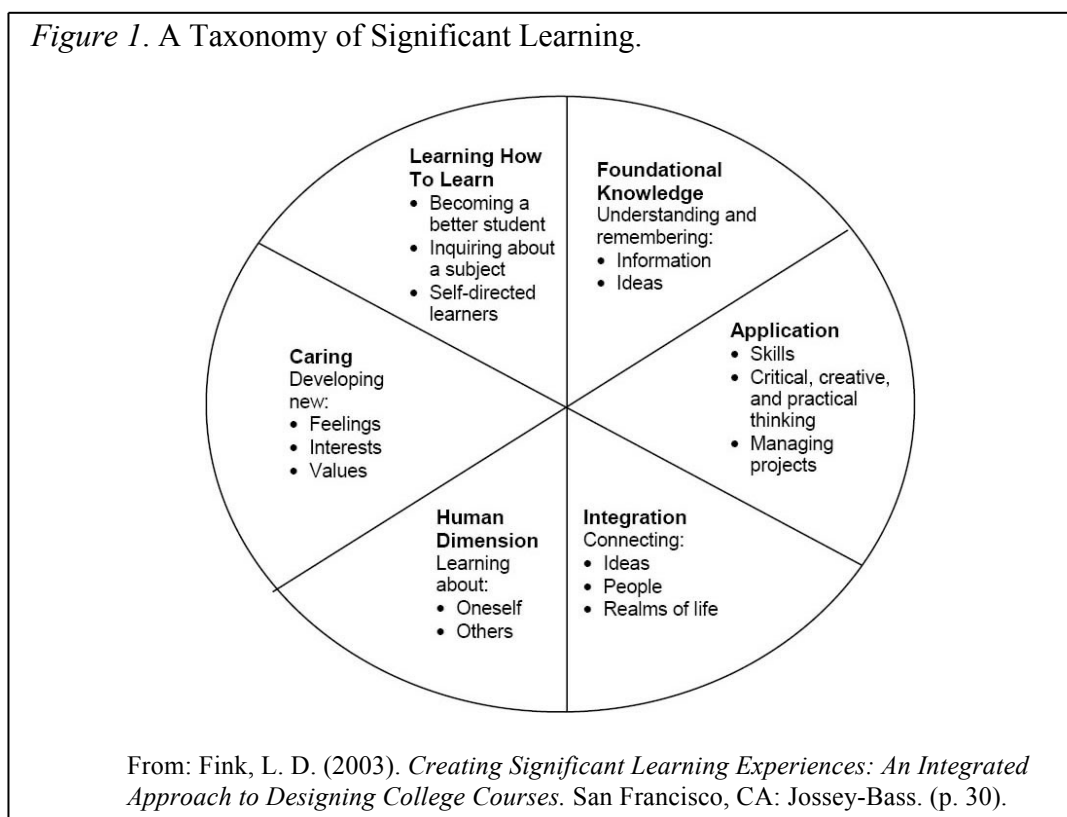 Figure 1. A Taxonomy of Significant Learning.
Learning How
To Learn
• Becoming a
better student
• Inquiring about
a subject
• Self-directed
learners
Foundational
Knowledge
Understanding and
remembering:
• Information
• Ideas
Application
• Skills
• Critical, creative,
and practical
thinking
• Managing
projects
Integration
Connecting:
• Ideas
• People
• Realms of life
Human
Dimension
Learning
about:
• Oneself
• Others
Caring
Developing
new:
• Feelings
• Interests
• Values
From: Fink, L. D. (2003). Creating Significant Learning Experiences: An Integrated
Approach to Designing College Courses. San Francisco, CA: Jossey-Bass. (p. 30).